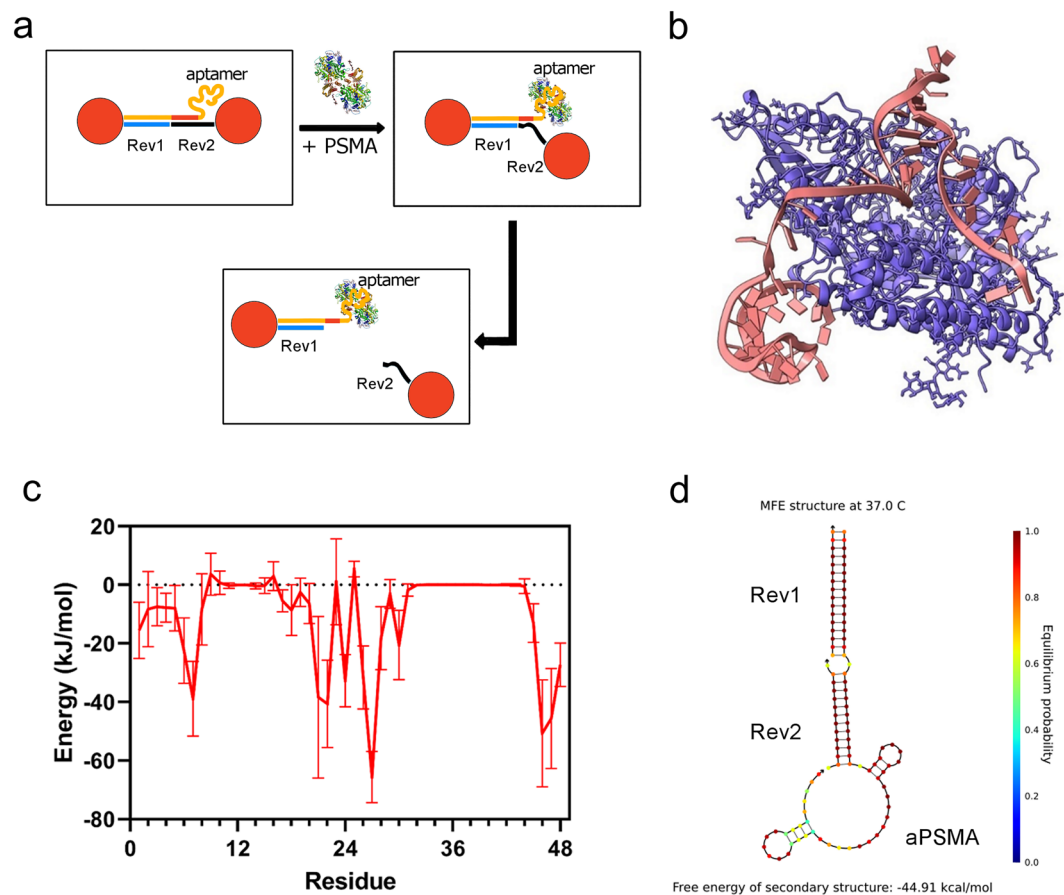 a
aptamer
Rev1
Rev2
+ PSMA
aptamer
Rev1
Rev2
aptamer
Rev1
Rev2
b
c
20
0
-20
-40
-60
-80
0
12
24
36
48
Energy (kJ/mol)
Residue
d
MFE structure at 37.0 C
Rev1
Rev2
aPSMA
1.0
0.8
0.6
0.4
0.2
0.0
Equilibrium probability
Free energy of secondary structure: -44.91 kcal/mol